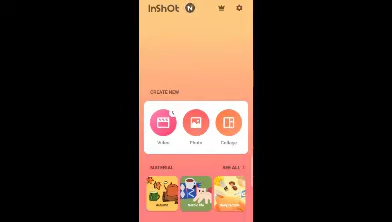 InShOt N
CREATE NEW
Video Photo Collage
MATERIAL SEE ALL